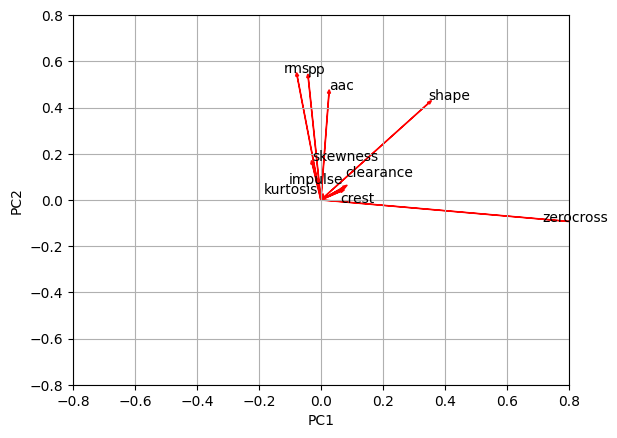 0.8
0.6
0.4
0.2
0.0
−0.2
−0.4
−0.6
−0.8
PC2
rms
pp
aac
shape
skewness
clearance
impulse
kurtosis
crest
zerocross
−0.8 −0.6 −0.4 −0.2 0.0 0.2 0.4 0.6 0.8
PC1